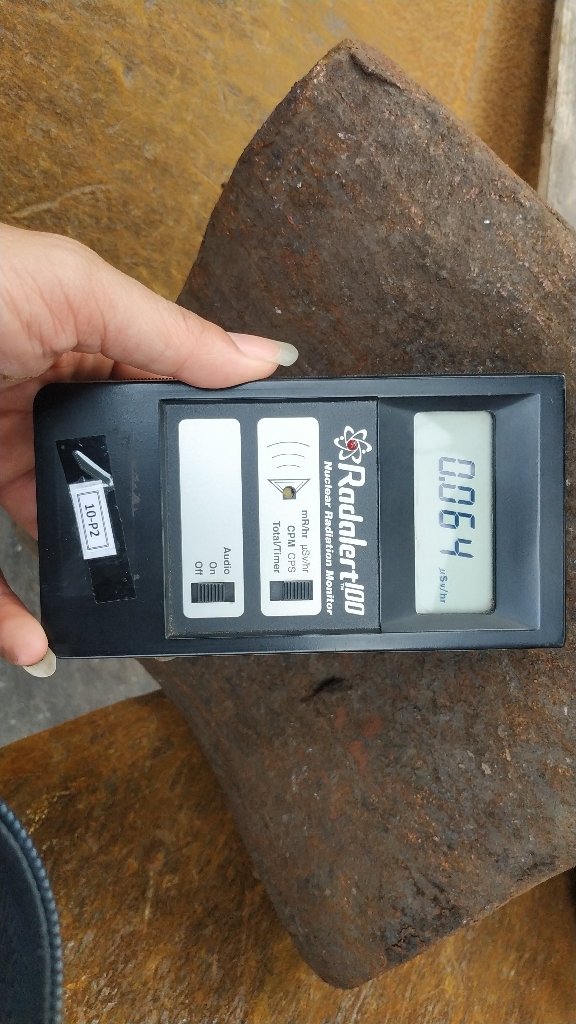 0.064
µSv/hr
Radalert100™
Nuclear Radiation Monitor
mR/hr µSv/hr
CPM CPS
Total/Timer
Audio
On
Off
10-P2